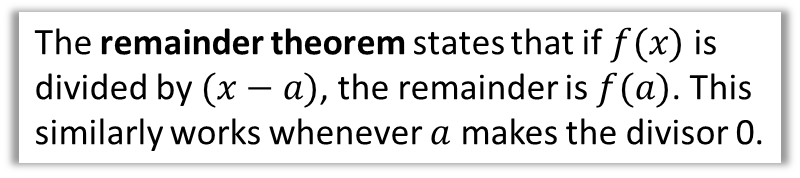 The remainder theorem states that if 𝑓(𝑥) is
divided by (𝑥 − 𝑎), the remainder is 𝑓(𝑎). This
similarly works whenever 𝑎 makes the divisor 0.